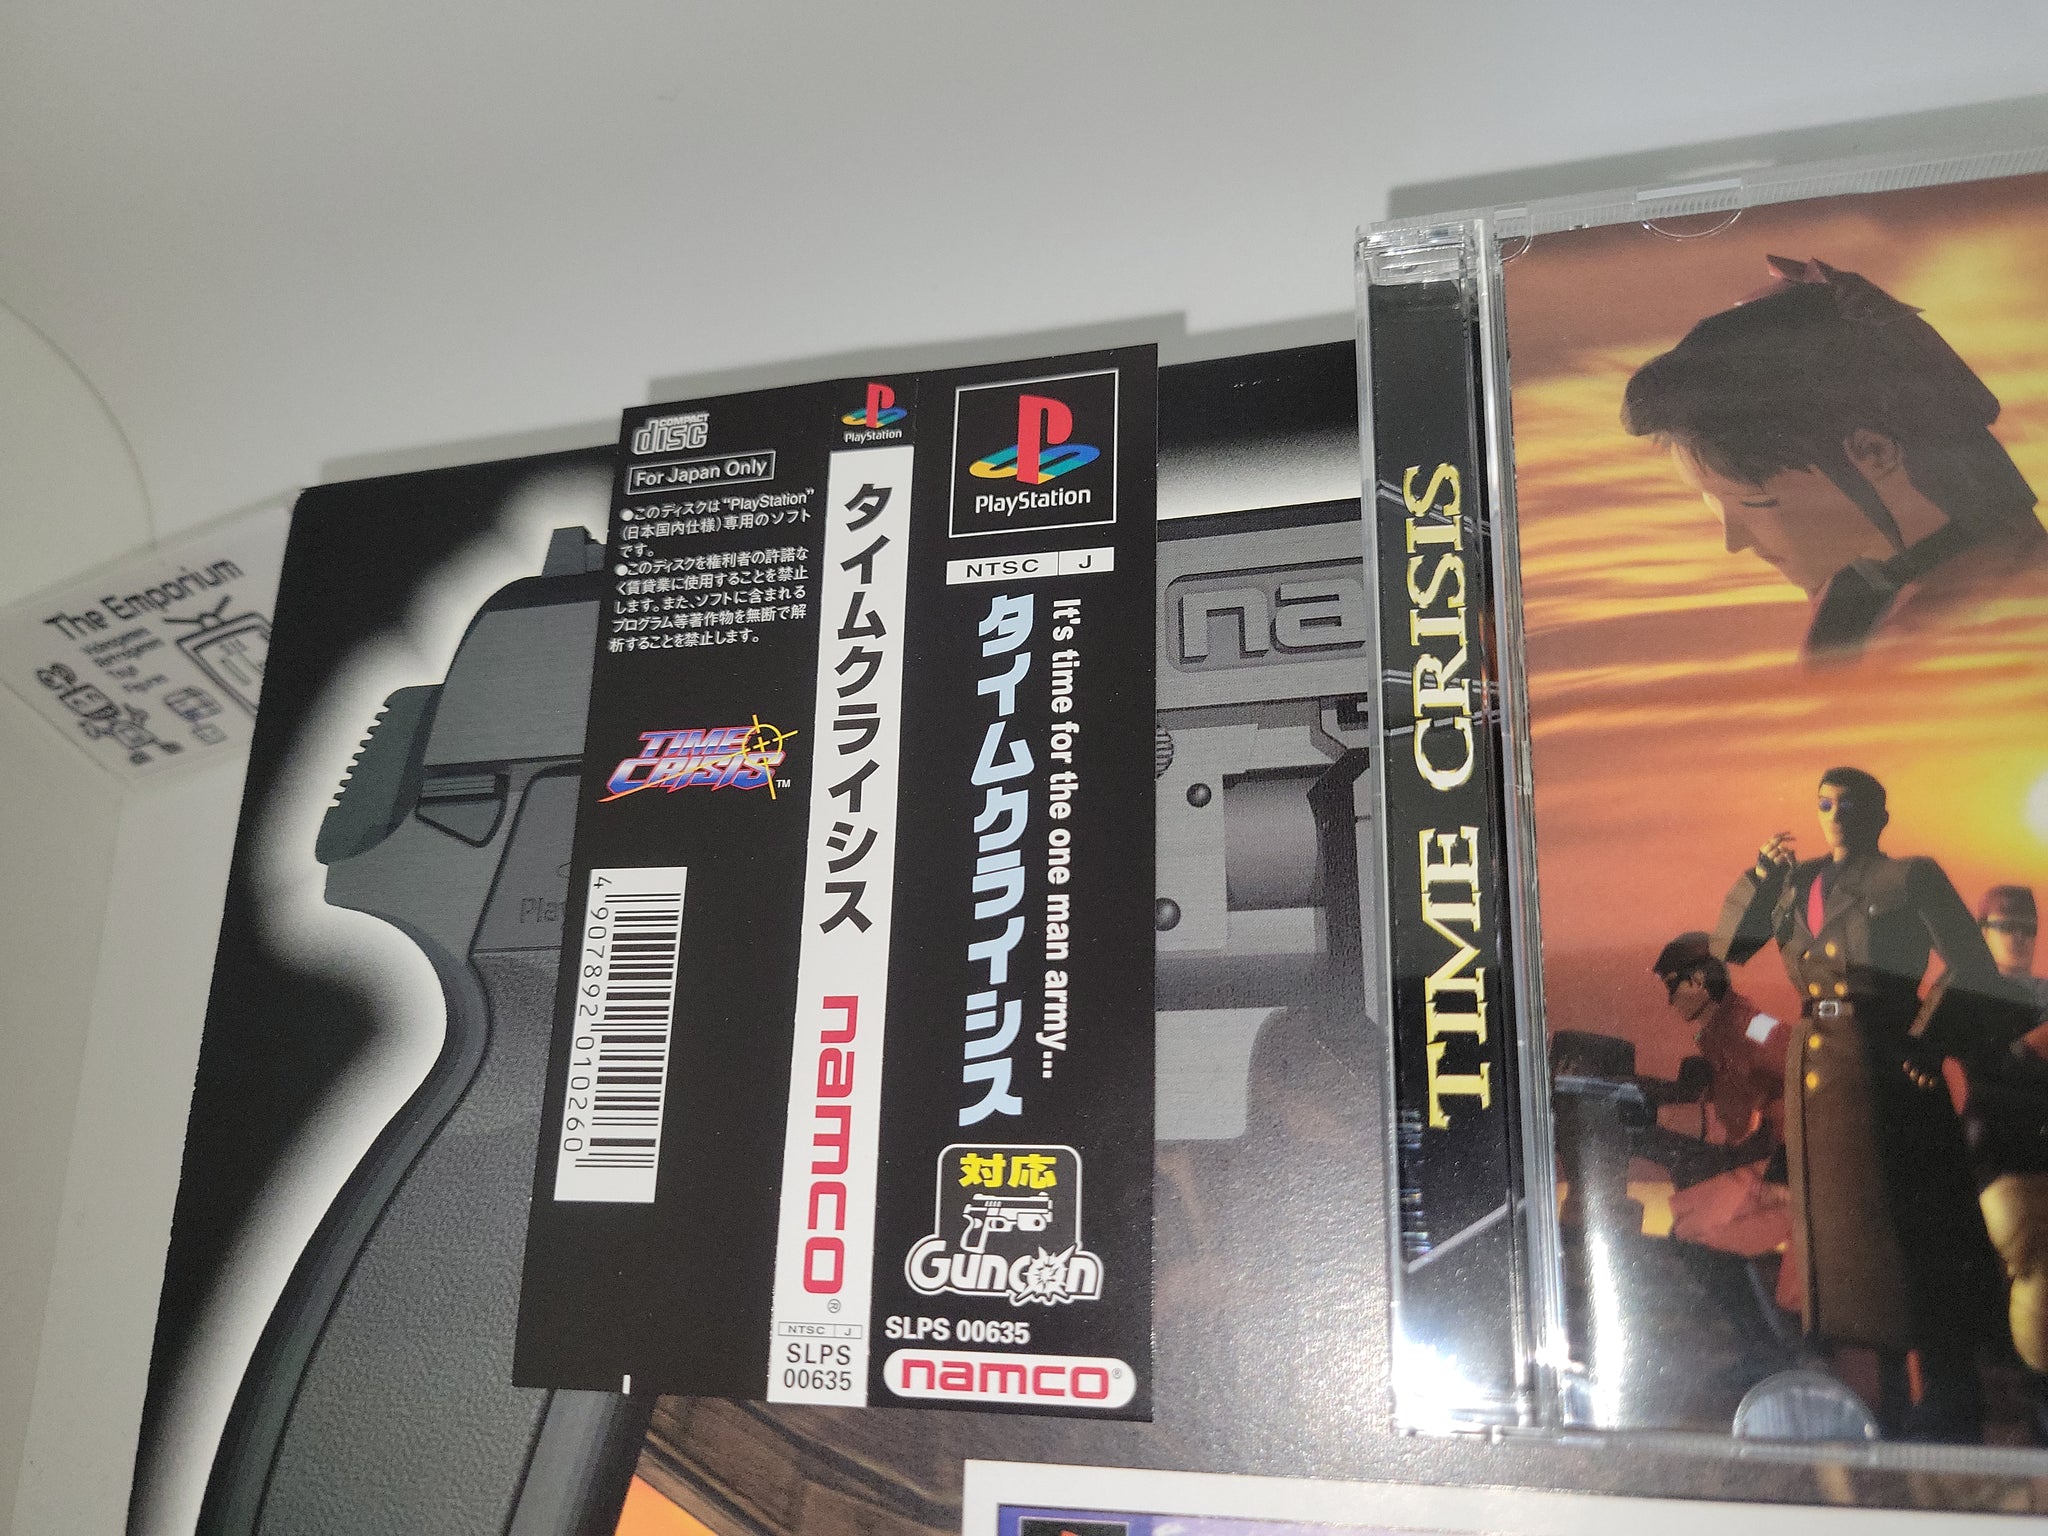 The Emporium
COMPACT
disc
For Japan Only
●このディスクは“PlayStation”
(日本国内仕様)専用のソフト
です。
●このディスクを権利者の許諾な
く賃貸業に使用することを禁止
します。また、ソフトに含まれる
プログラム等著作物を無断で解
析することを禁止します。
TIME
CRISIS™
4 907892 010260
PlayStation
タイムクライシス
namco®
NTSC J
SLPS
00635
PlayStation
NTSC J
It's time for the one man army...
タイムクライシス
対応
Guncon
SLPS 00635
namco®
na
Pla
TIME CRISIS